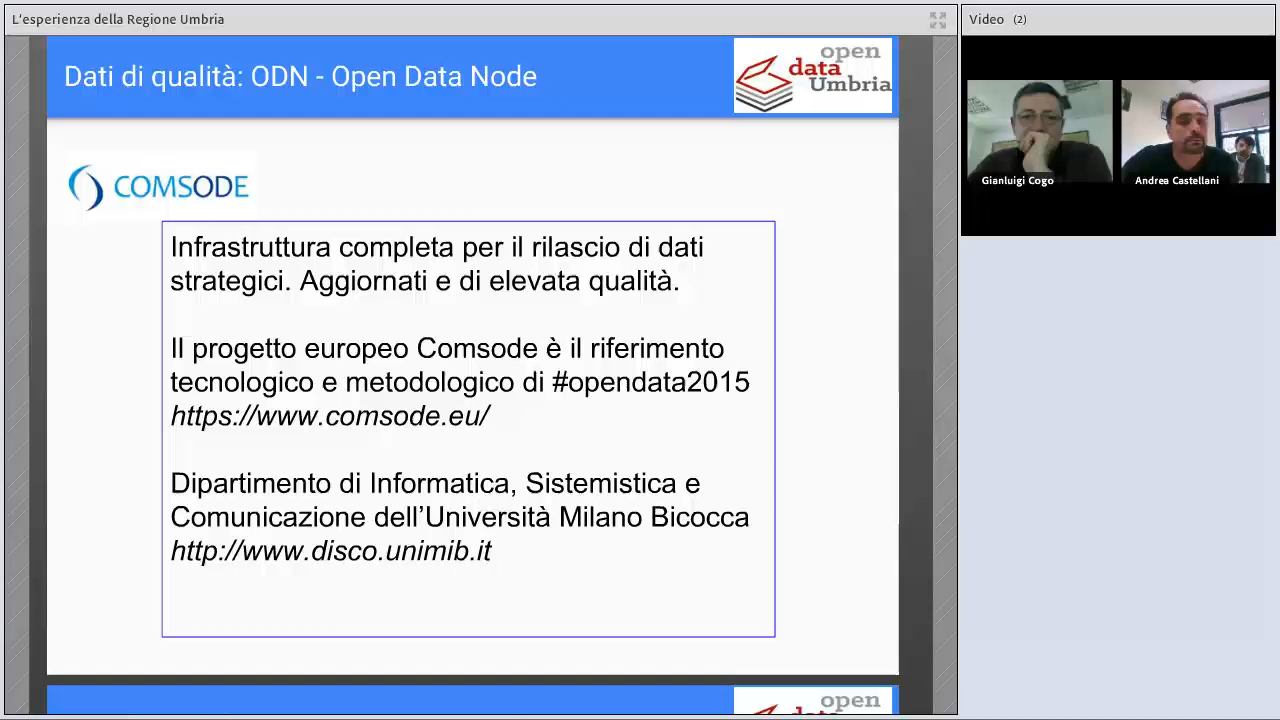 L'esperienza della Regione Umbria
Video (2)
Dati di qualità: ODN - Open Data Node
open
data
Umbria
Gianluigi Cogo
Andrea Castellani
COMSODE
Infrastruttura completa per il rilascio di dati
strategici. Aggiornati e di elevata qualità.
Il progetto europeo Comsode è il riferimento
tecnologico e metodologico di #opendata2015
https://www.comsode.eu/
Dipartimento di Informatica, Sistemistica e
Comunicazione dell’Università Milano Bicocca
http://www.disco.unimib.it
open
data